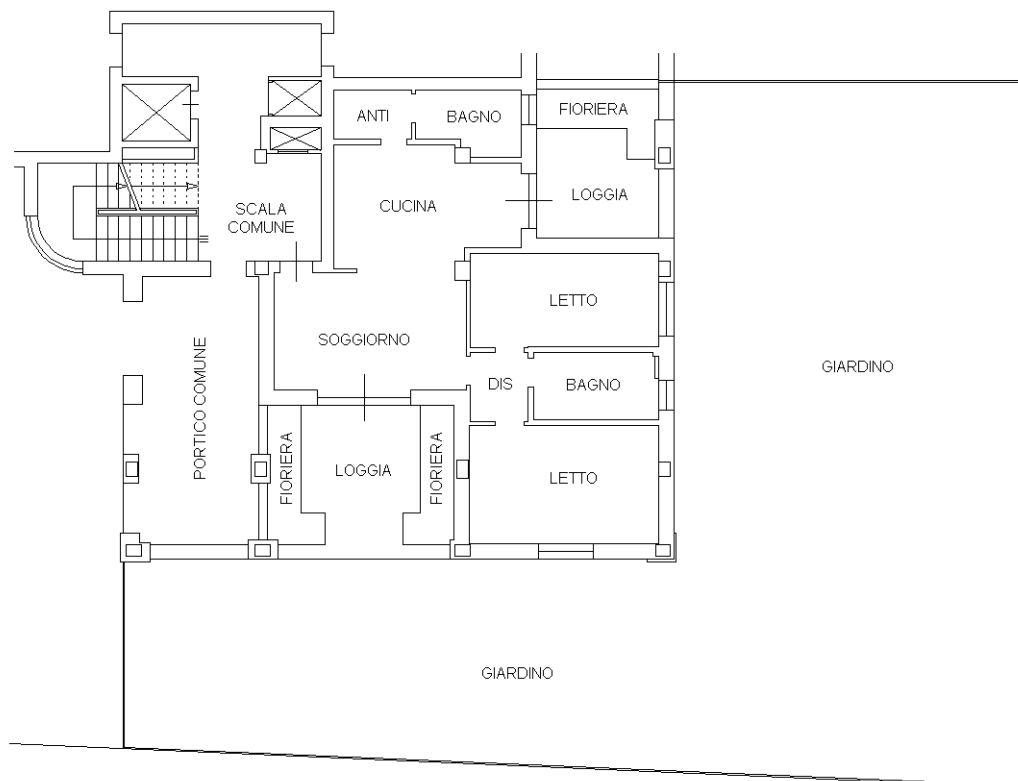 ANTI
BAGNO
FIORIERA
LOGGIA
CUCINA
SCALA
COMUNE
LETTO
SOGGIORNO
PORTICO COMUNE
DIS
BAGNO
GIARDINO
FIORIERA
LOGGIA
FIORIERA
LETTO
GIARDINO